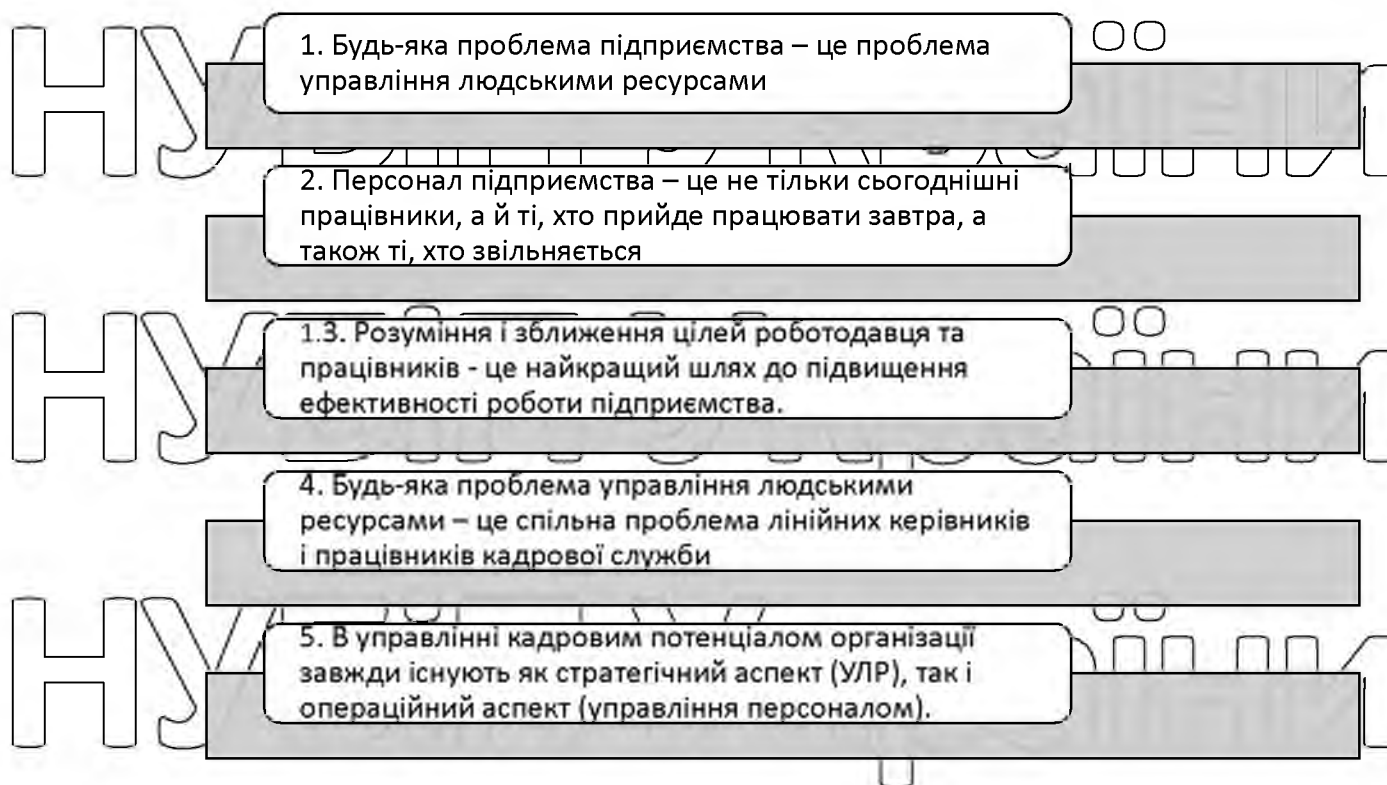 1. Будь-яка проблема підприємства – це проблема
управління людськими ресурсами
2. Персонал підприємства – це не тільки сьогоднішні
працівники, а й ті, хто прийде працювати завтра, а
також ті, хто звільняється
1.3. Розуміння і зближення цілей роботодавця та
працівників - це найкращий шлях до підвищення
ефективності роботи підприємства.
4. Будь-яка проблема управління людськими
ресурсами – це спільна проблема лінійних керівників
і працівників кадрової служби
5. В управлінні кадровим потенціалом організації
завжди існують як стратегічний аспект (УЛР), так і
операційний аспект (управління персоналом).